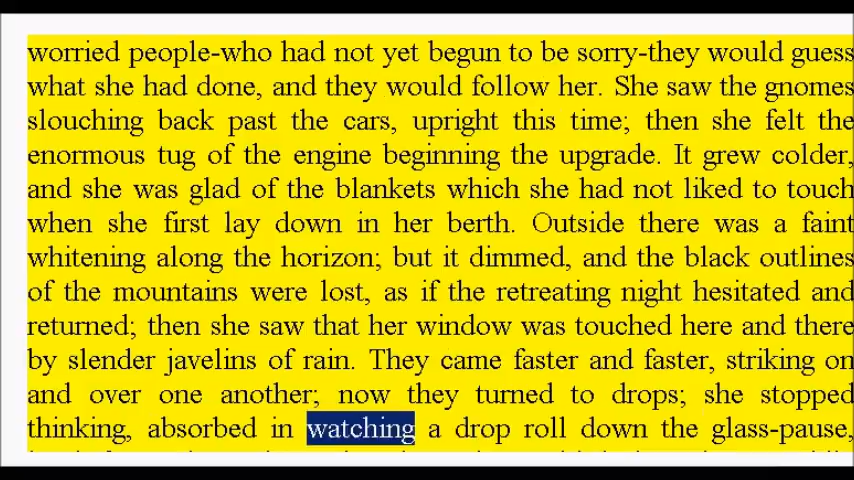 worried people-who had not yet begun to be sorry-they would guess
what she had done, and they would follow her. She saw the gnomes
slouching back past the cars, upright this time; then she felt the
enormous tug of the engine beginning the upgrade. It grew colder,
and she was glad of the blankets which she had not liked to touch
when she first lay down in her berth. Outside there was a faint
whitening along the horizon; but it dimmed, and the black outlines
of the mountains were lost, as if the retreating night hesitated and
returned; then she saw that her window was touched here and there
by slender javelins of rain. They came faster and faster, striking on
and over one another; now they turned to drops; she stopped
thinking, absorbed in watching a drop roll down the glass-pause,